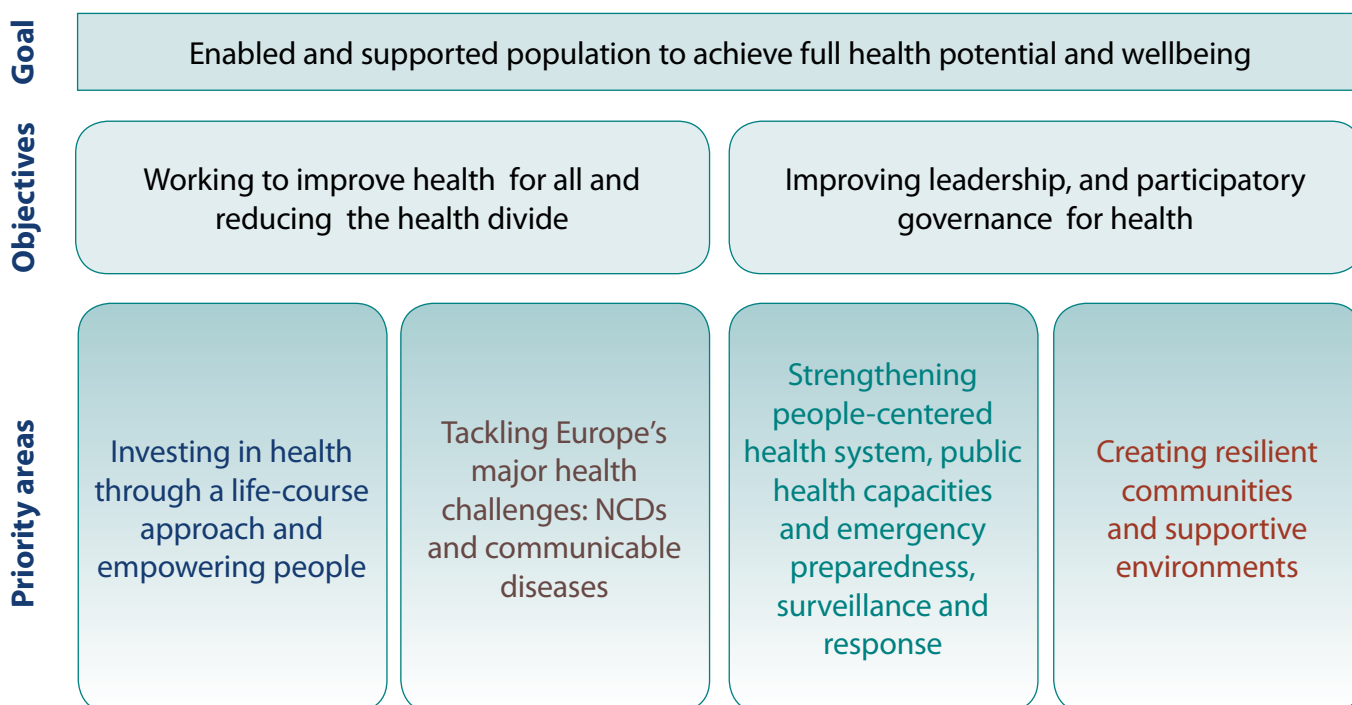 Goal
Enabled and supported population to achieve full health potential and wellbeing
Objectives
Working to improve health for all and
reducing the health divide
Improving leadership, and participatory
governance for health
Priority areas
Investing in health
through a life-course
approach and
empowering people
Tackling Europe’s
major health
challenges: NCDs
and communicable
diseases
Strengthening
people-centered
health system, public
health capacities
and emergency
preparedness,
surveillance and
response
Creating resilient
communities
and supportive
environments